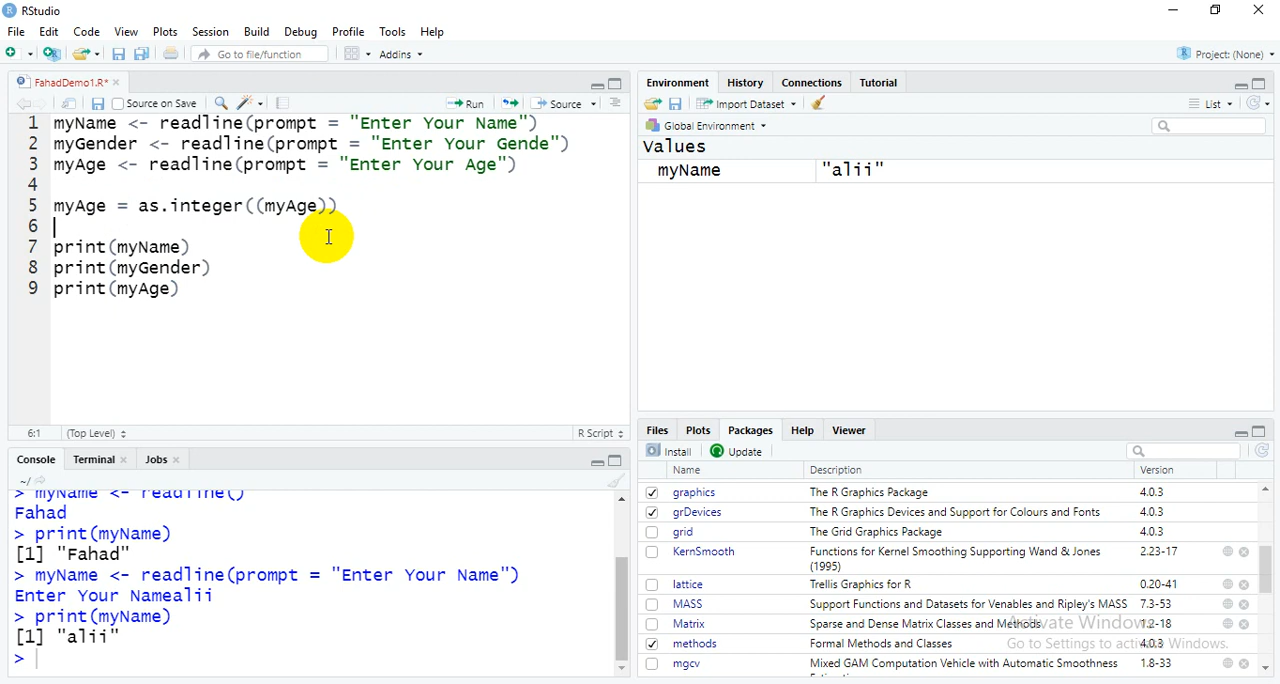 RStudio
File Edit Code View Plots Session Build Debug Profile Tools Help
Go to file/function Addins Project: (None)
FahadDemo1.R*
Source on Save Run Source
1 myName <- readline(prompt = "Enter Your Name")
2 myGender <- readline(prompt = "Enter Your Gende")
3 myAge <- readline(prompt = "Enter Your Age")
4
5 myAge = as.integer((myAge))
6
7 print(myName)
8 print(myGender)
9 print(myAge)
6:1 (Top Level) R Script
Console Terminal Jobs
~/
> myName <- readline()
Fahad
> print(myName)
[1] "Fahad"
> myName <- readline(prompt = "Enter Your Name")
Enter Your Namealii
> print(myName)
[1] "alii"
>
Environment History Connections Tutorial
Import Dataset List
Global Environment
Values
myName "alii"
Files Plots Packages Help Viewer
Install Update
Name Description Version
graphics The R Graphics Package 4.0.3
grDevices The R Graphics Devices and Support for Colours and Fonts 4.0.3
grid The Grid Graphics Package 4.0.3
KernSmooth Functions for Kernel Smoothing Supporting Wand & Jones (1995) 2.23-17
lattice Trellis Graphics for R 0.20-41
MASS Support Functions and Datasets for Venables and Ripley's MASS 7.3-53
Matrix Sparse and Dense Matrix Classes and Methods 1.2-18
methods Formal Methods and Classes 4.0.3
mgcv Mixed GAM Computation Vehicle with Automatic Smoothness 1.8-33
Activate Windows
Go to Settings to activate Windows.